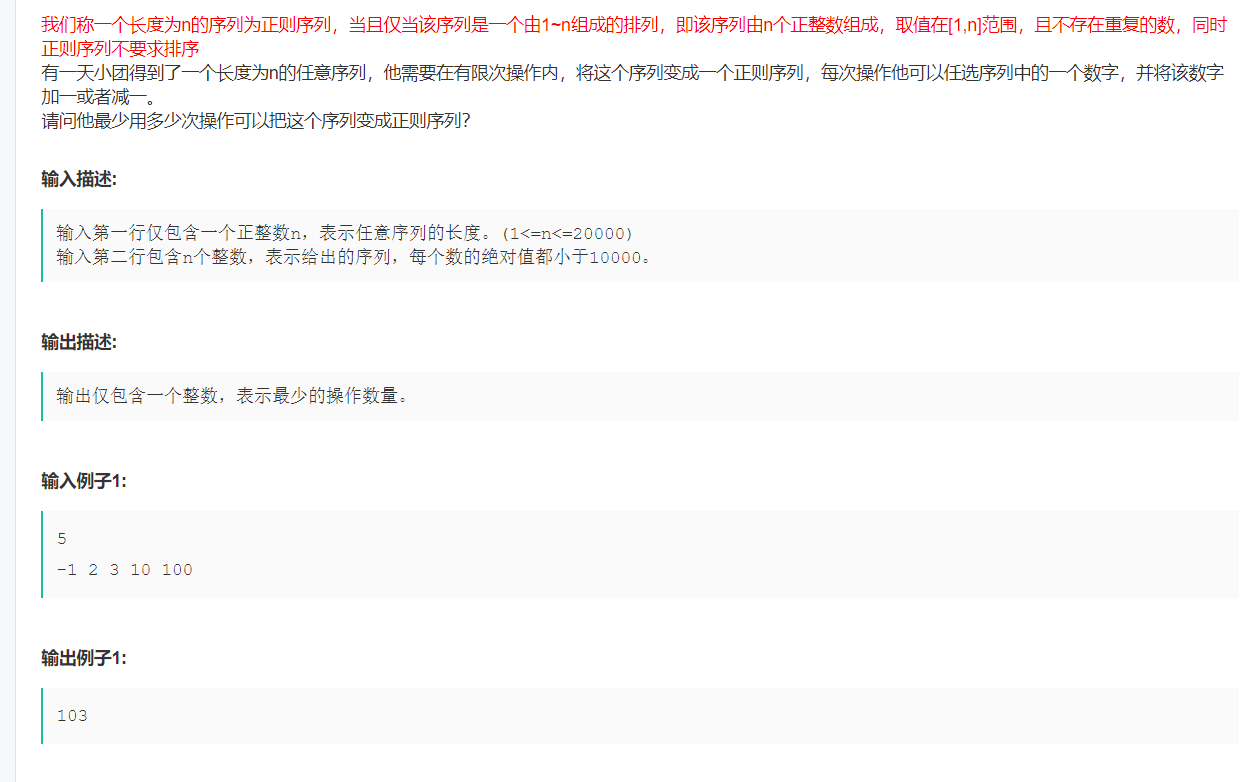 我们称一个长度为n的序列为正则序列，当且仅当该序列是一个由1~n组成的排列，即该序列由n个正整数组成，取值在[1,n]范围，且不存在重复的数，同时
正则序列不要求排序
有一天小团得到了一个长度为n的任意序列，他需要在有限次操作内，将这个序列变成一个正则序列，每次操作他可以任选序列中的一个数字，并将该数字
加一或者减一。
请问他最少用多少次操作可以把这个序列变成正则序列？
输入描述:
输入第一行仅包含一个正整数n，表示任意序列的长度。(1<=n<=20000)
输入第二行包含n个整数，表示给出的序列，每个数的绝对值都小于10000。
输出描述:
输出仅包含一个整数，表示最少的操作数量。
输入例子1:
5
-1 2 3 10 100
输出例子1:
103